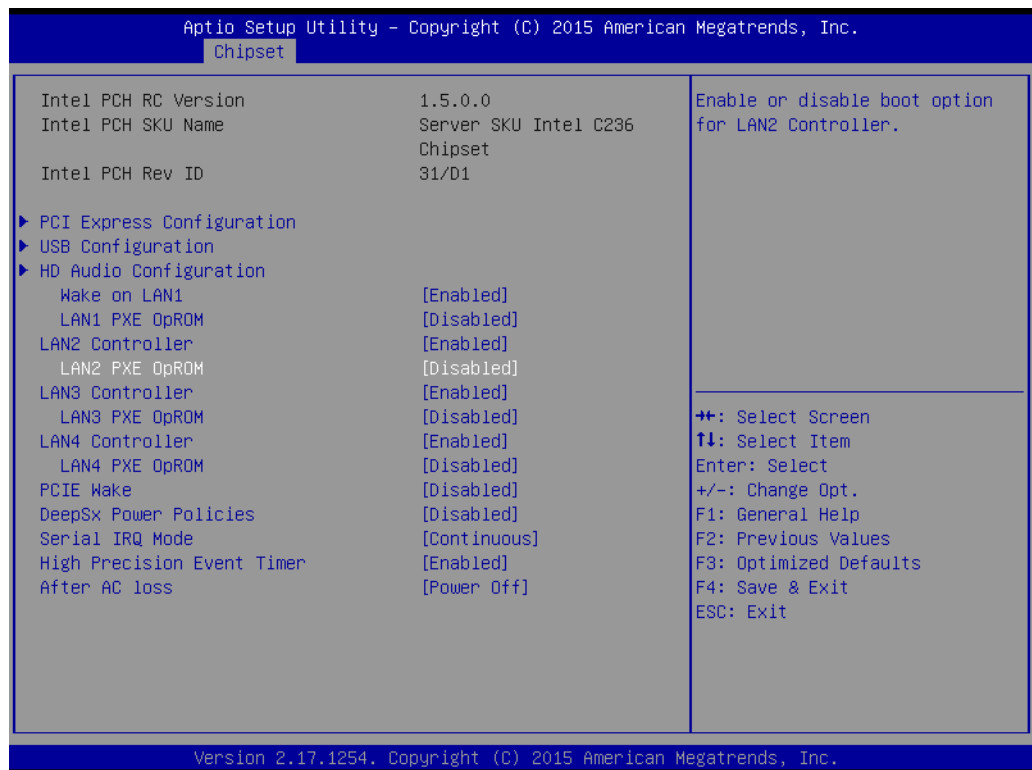 Aptio Setup Utility – Copyright (C) 2015 American Megatrends, Inc.
Chipset
Intel PCH RC Version 1.5.0.0
Intel PCH SKU Name Server SKU Intel C236
Chipset
Intel PCH Rev ID 31/D1
PCI Express Configuration
USB Configuration
HD Audio Configuration
Wake on LAN1 [Enabled]
LAN1 PXE OpROM [Disabled]
LAN2 Controller [Enabled]
LAN2 PXE OpROM [Disabled]
LAN3 Controller [Enabled]
LAN3 PXE OpROM [Disabled]
LAN4 Controller [Enabled]
LAN4 PXE OpROM [Disabled]
PCIE Wake [Disabled]
DeepSx Power Policies [Disabled]
Serial IRQ Mode [Continuous]
High Precision Event Timer [Enabled]
After AC loss [Power Off]
Enable or disable boot option
for LAN2 Controller.
→←: Select Screen
↑↓: Select Item
Enter: Select
+/-: Change Opt.
F1: General Help
F2: Previous Values
F3: Optimized Defaults
F4: Save & Exit
ESC: Exit
Version 2.17.1254. Copyright (C) 2015 American Megatrends, Inc.